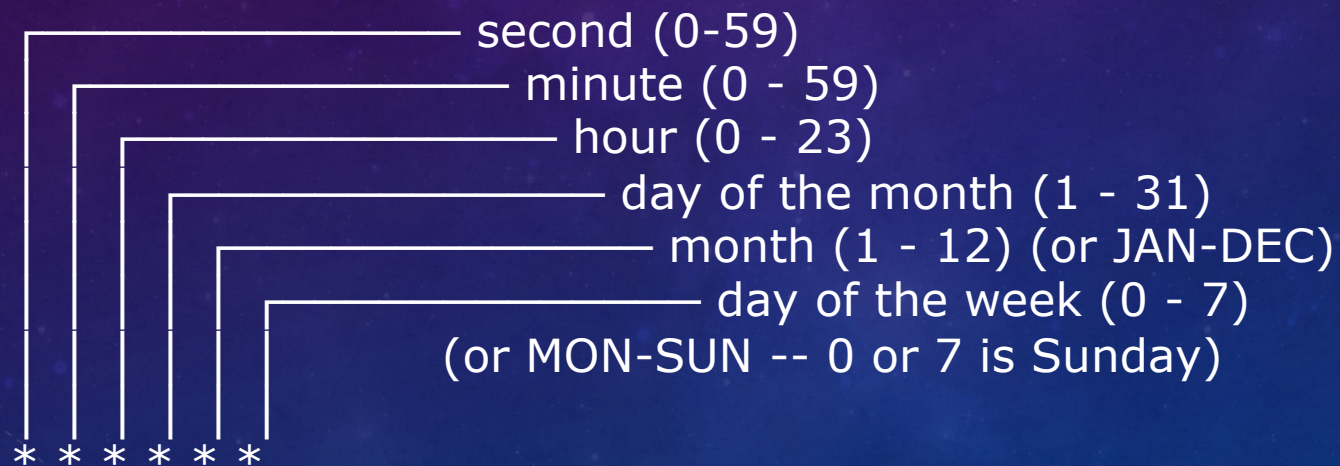 second (0-59)
minute (0 - 59)
hour (0 - 23)
day of the month (1 - 31)
month (1 - 12) (or JAN-DEC)
day of the week (0 - 7)
(or MON-SUN -- 0 or 7 is Sunday)
* * * * * *